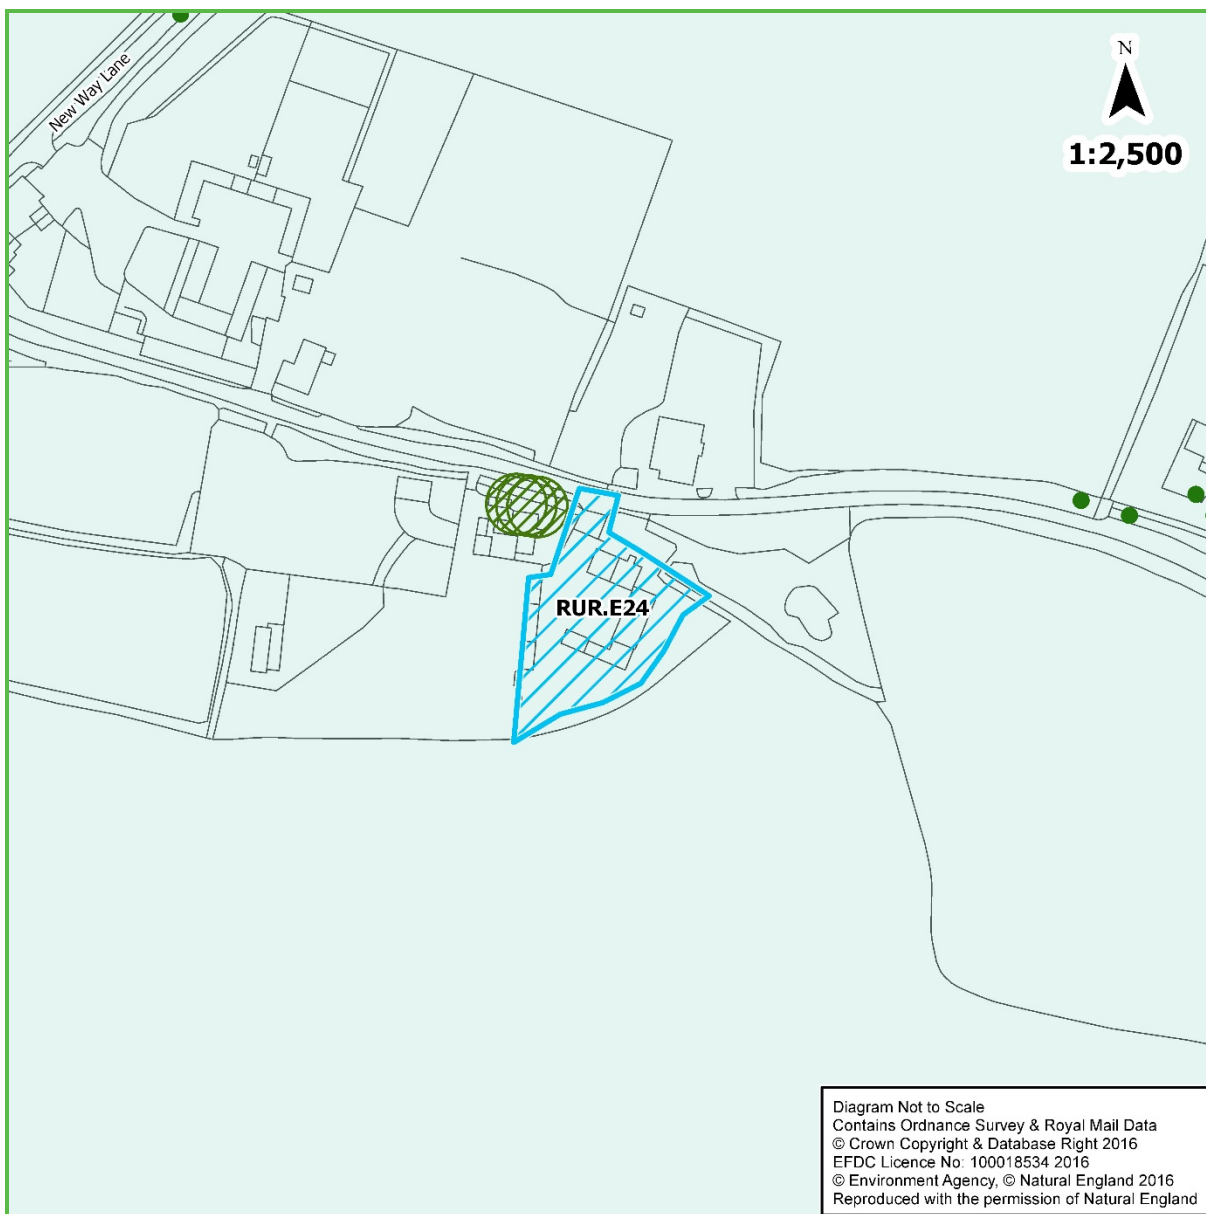 New Way Lane
N
1:2,500
RUR.E24
Diagram Not to Scale
Contains Ordnance Survey & Royal Mail Data
© Crown Copyright & Database Right 2016
EFDC Licence No: 100018534 2016
© Environment Agency, © Natural England 2016
Reproduced with the permission of Natural England